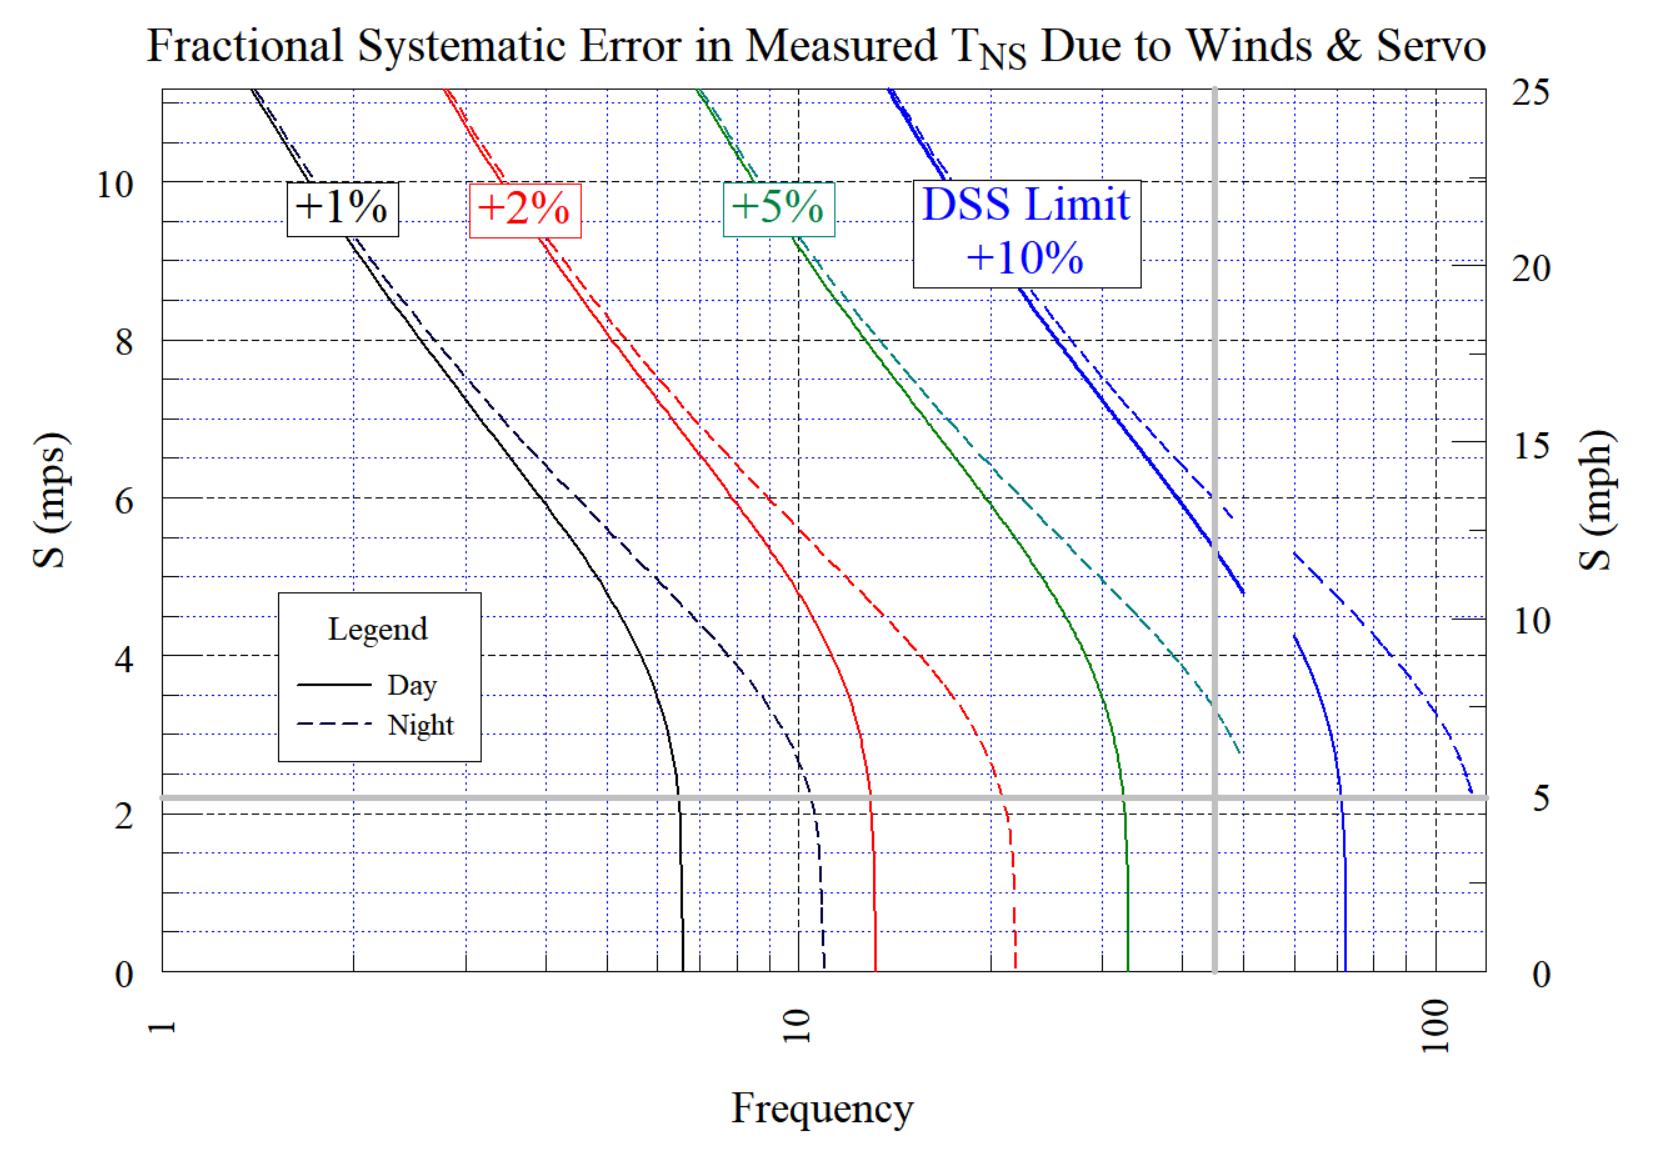 Fractional Systematic Error in Measured TNS Due to Winds & Servo
25
10
+1%
+2%
+5%
DSS Limit
+10%
20
8
15
S (mps)
6
S (mph)
Legend
Day
Night
10
4
2
5
0
0
1
10
100
Frequency